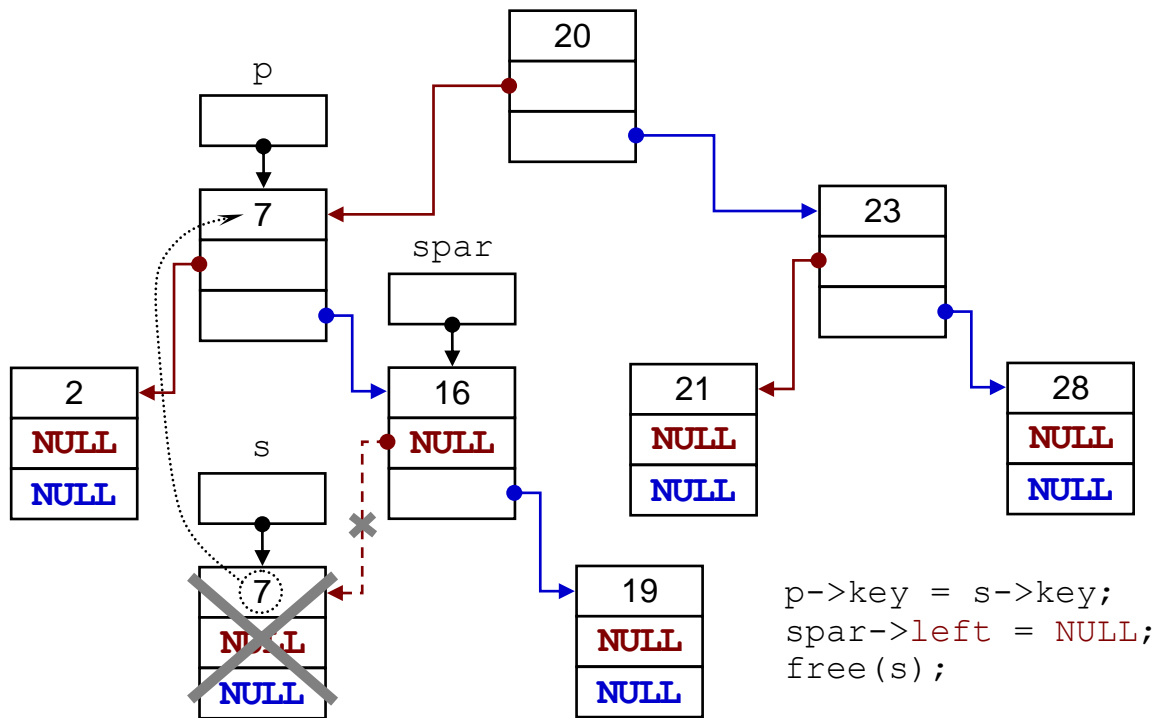 20
p
7
23
spar
2
NULL
NULL
16
NULL
21
NULL
NULL
28
NULL
NULL
s
7
NULL
NULL
19
NULL
NULL
p->key = s->key;
spar->left = NULL;
free(s);